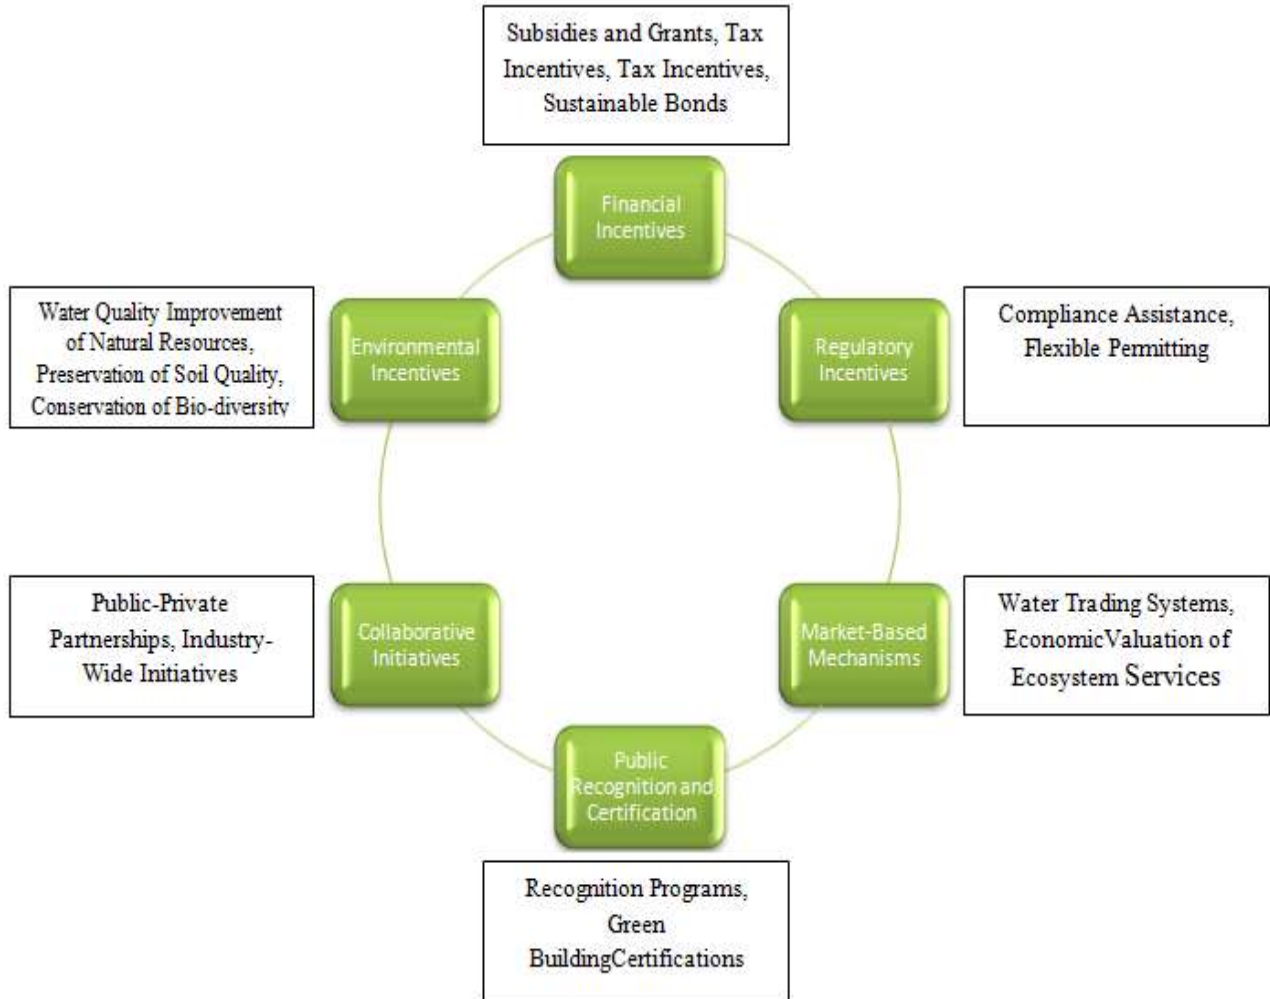 Subsidies and Grants, Tax
Incentives, Tax Incentives,
Sustainable Bonds
Financial
Incentives
Water Quality Improvement
of Natural Resources,
Preservation of Soil Quality,
Conservation of Bio-diversity
Environmental
Incentives
Regulatory
Incentives
Compliance Assistance,
Flexible Permitting
Public-Private
Partnerships, Industry-
Wide Initiatives
Collaborative
Initiatives
Market-Based
Mechanisms
Water Trading Systems,
EconomicValuation of
Ecosystem Services
Public
Recognition and
Certification
Recognition Programs,
Green
BuildingCertifications